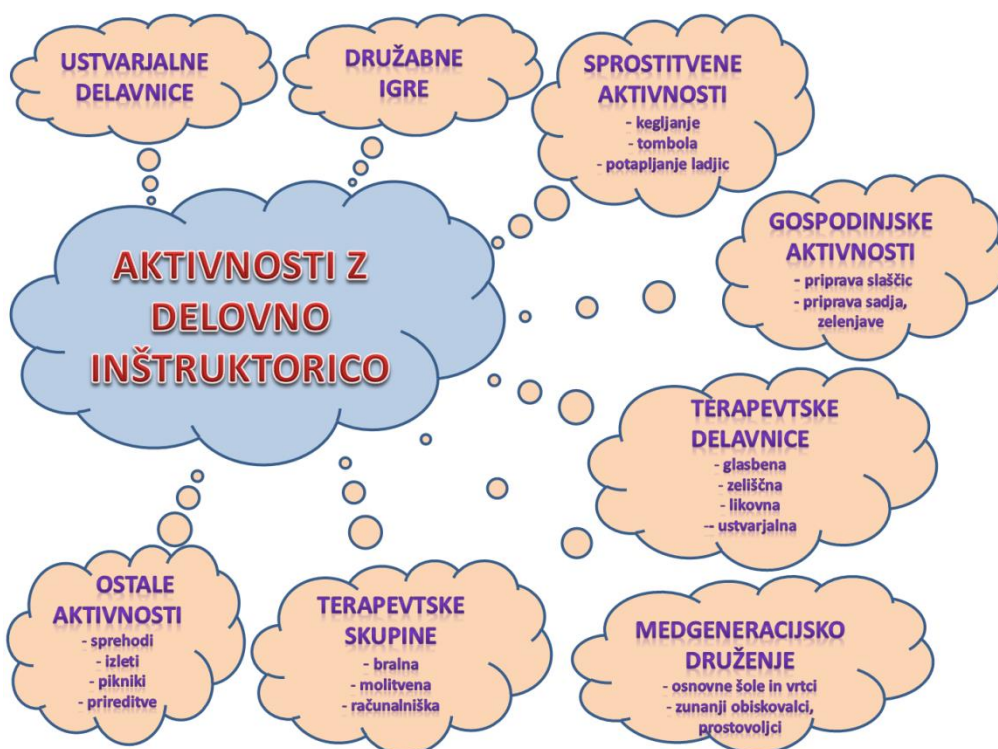 USTVARJALNE
DELAVNICE
DRUŽABNE
IGRE
SPROSTITVENE
AKTIVNOSTI
- kegljanje
- tombola
- potapljanje ladjic
GOSPODINJSKE
AKTIVNOSTI
- priprava slaščic
- priprava sadja,
zelenjave
AKTIVNOSTI Z
DELOVNO
INŠTRUKTORICO
TERAPEVTSKE
DELAVNICE
- glasbena
- zeliščna
- likovna
-- ustvarjalna
OSTALE
AKTIVNOSTI
- sprehodi
- izleti
- pikniki
- prireditve
TERAPEVTSKE
SKUPINE
- bralna
- molitvena
- računalniška
MEDGENERACIJSKO
DRUŽENJE
- osnovne šole in vrtci
- zunanji obiskovalci,
prostovoljci